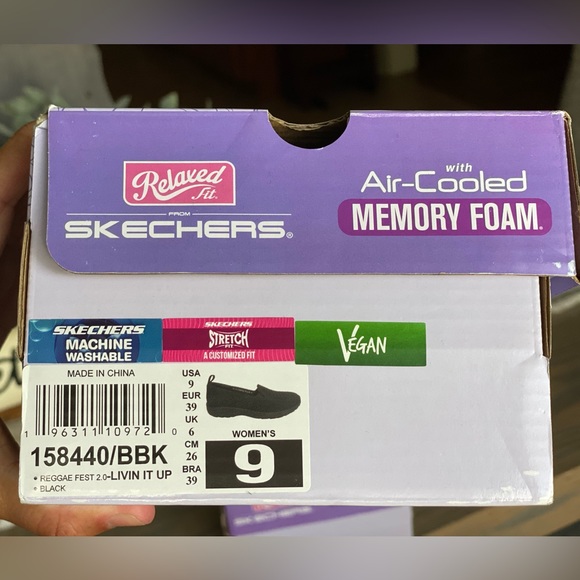 Relaxed
Fit.
FROM
SKECHERS®
with
Air-Cooled
MEMORY FOAM®
SKECHERS
MACHINE
WASHABLE
SKECHERS
STRETCH
FIT
A CUSTOMIZED FIT
VEGAN
MADE IN CHINA
1 96311 10972 0
158440/BBK
• REGGAE FEST 2.0-LIVIN IT UP
• BLACK
USA
9
EUR
39
UK
6
CM
26
BRA
39
WOMEN'S
9
SKECHERS